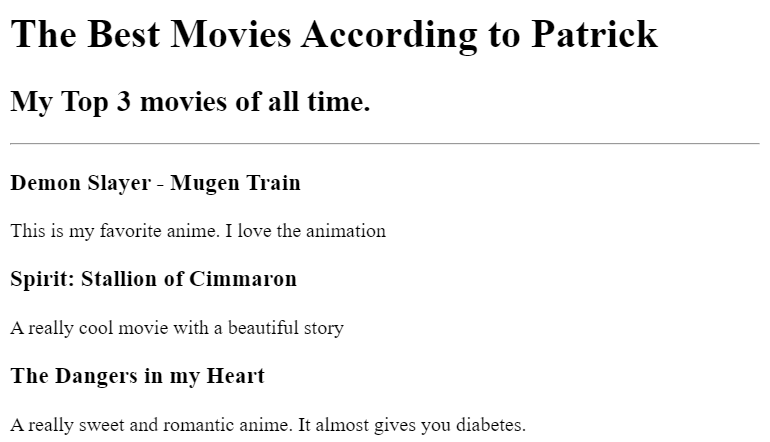 The Best Movies According to Patrick
My Top 3 movies of all time.
Demon Slayer - Mugen Train
This is my favorite anime. I love the animation
Spirit: Stallion of Cimmaron
A really cool movie with a beautiful story
The Dangers in my Heart
A really sweet and romantic anime. It almost gives you diabetes.